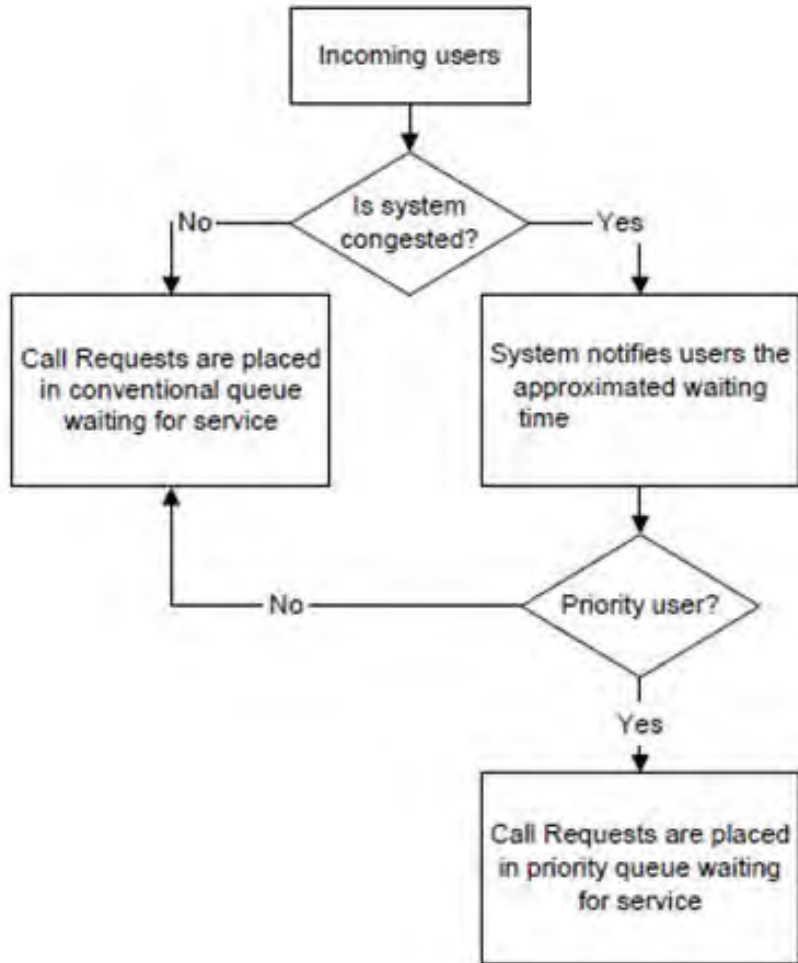 Incoming users
Is system
congested?
No
Yes
Call Requests are placed
in conventional queue
waiting for service
System notifies users the
approximated waiting
time
No
Priority user?
Yes
Call Requests are placed
in priority queue waiting
for service